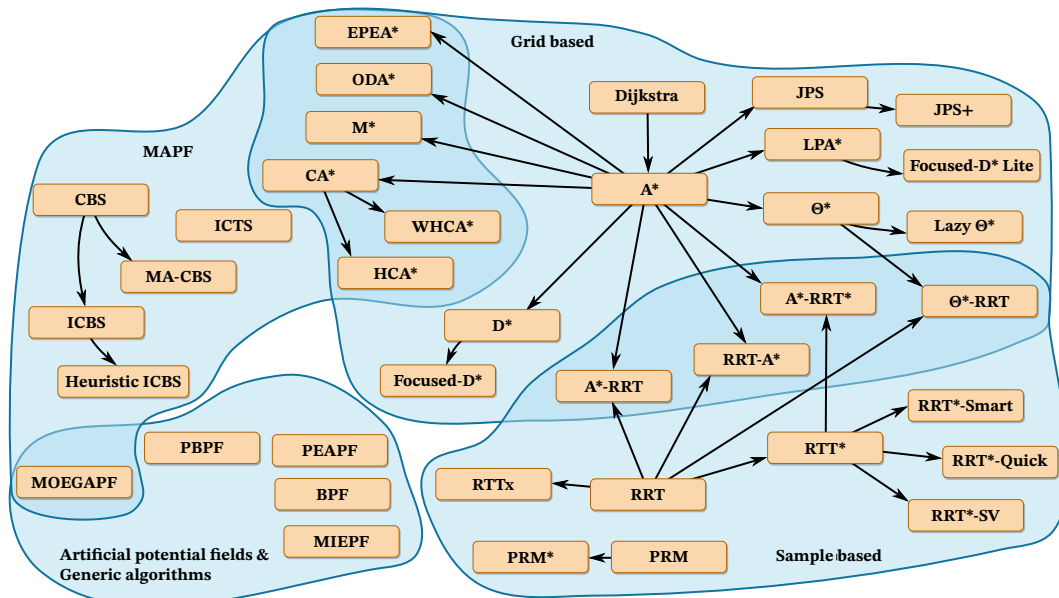 EPEA*
Grid based
ODA*
Dijkstra
JPS
JPS+
M*
LPA*
MAPF
Focused-D* Lite
CA*
A*
CBS
Θ*
ICTS
WHCA*
Lazy Θ*
MA-CBS
HCA*
A*-RRT*
Θ*-RRT
ICBS
D*
RRT-A*
Heuristic ICBS
Focused-D*
A*-RRT
RRT*-Smart
PBPF
PEAPF
RTT*
RRT*-Quick
MOEGAPF
RTTx
RRT
BPF
RRT*-SV
MIEPF
Artificial potential fields &
Generic algorithms
PRM*
PRM
Sample based